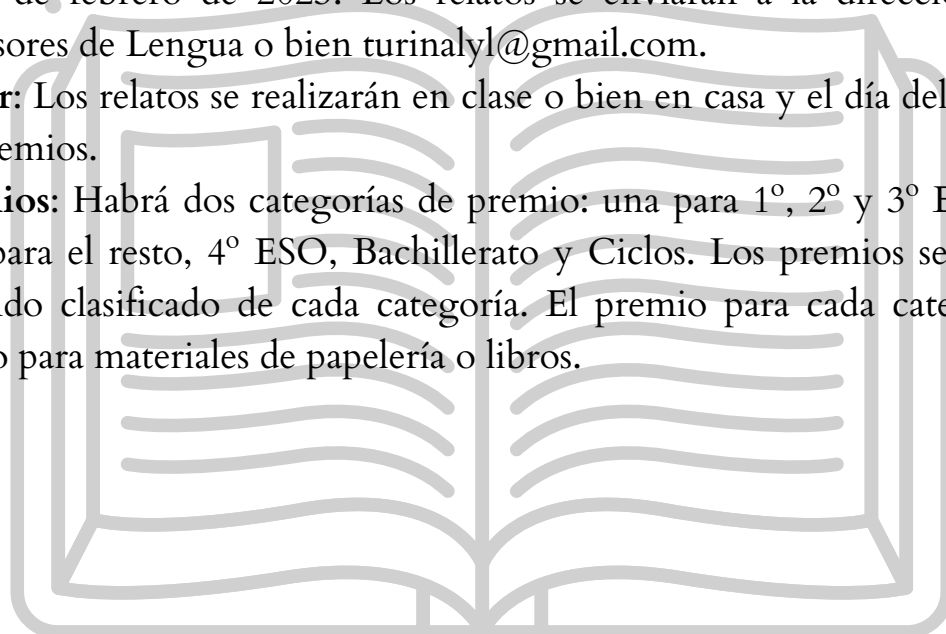 de febrero de 2025. Los relatos se enviarán a la direcc
sores de Lengua o bien turinalyl@gmail.com.
r: Los relatos se realizarán en clase o bien en casa y el día del
emios.
ios: Habrá dos categorías de premio: una para 1º, 2º y 3º E
para el resto, 4º ESO, Bachillerato y Ciclos. Los premios se
do clasificado de cada categoría. El premio para cada cate
o para materiales de papelería o libros.